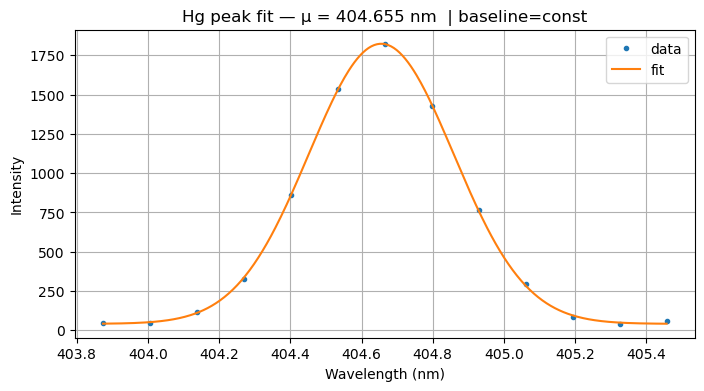 Hg peak fit — μ = 404.655 nm  | baseline=const
data
fit
Intensity
1750
1500
1250
1000
750
500
250
0
403.8 404.0 404.2 404.4 404.6 404.8 405.0 405.2 405.4
Wavelength (nm)